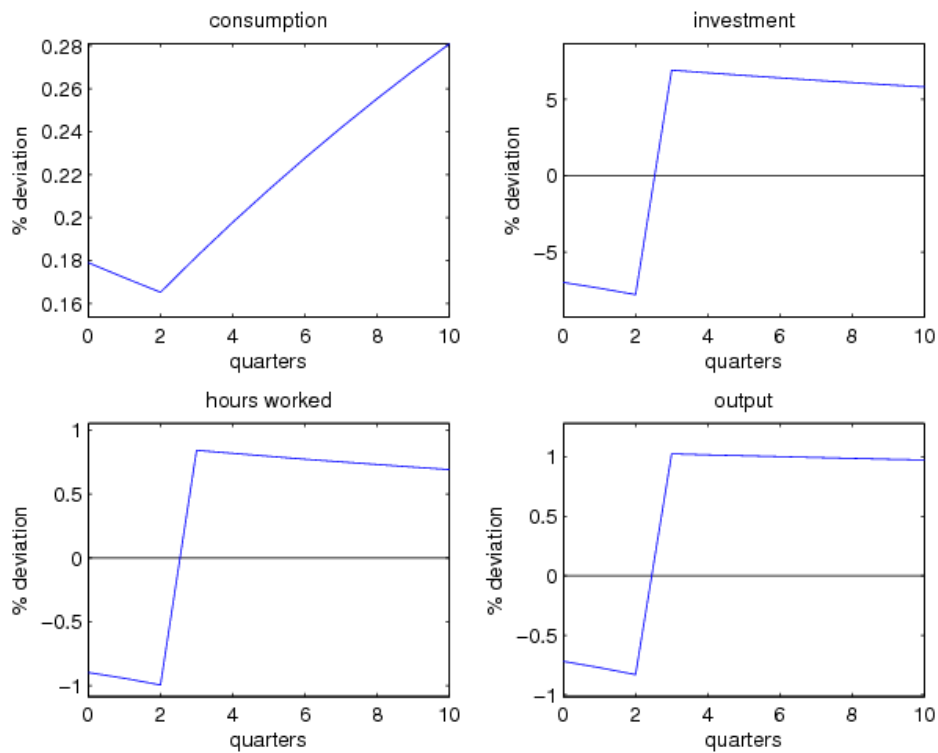 consumption
0.28
0.26
0.24
0.22
0.2
0.18
0.16
% deviation
0 2 4 6 8 10
quarters
investment
5
0
−5
% deviation
0 2 4 6 8 10
quarters
hours worked
1
0.5
0
−0.5
−1
% deviation
0 2 4 6 8 10
quarters
output
1
0.5
0
−0.5
−1
% deviation
0 2 4 6 8 10
quarters